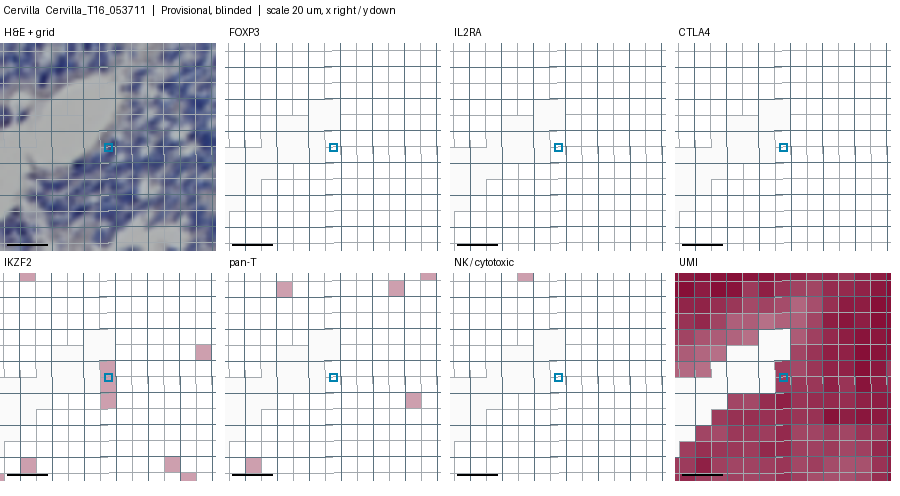 Cervilla Cervilla_T16_053711 | Provisional, blinded | scale 20 um, x right / y down
H&E + grid
FOXP3
IL2RA
CTLA4
IKZF2
pan-T
NK / cytotoxic
UMI